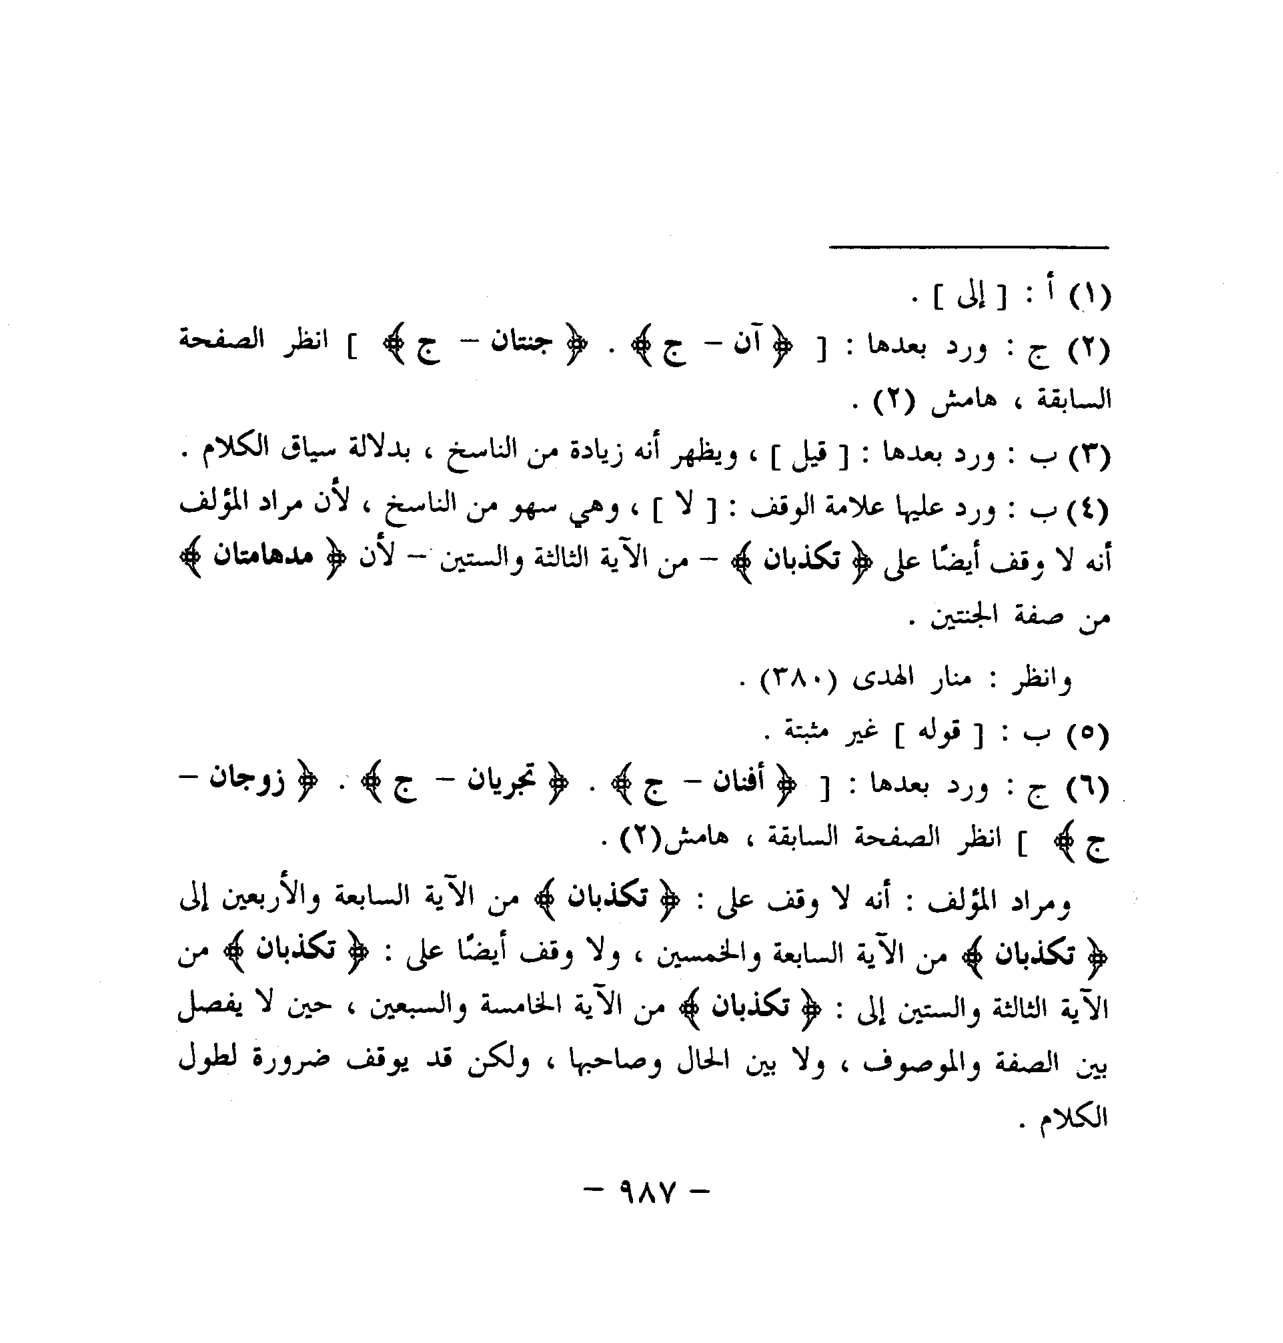 (١) أ : [ إلى ] .
(٢) ج : ورد بعدها : [ ﴿ آن – ج ﴾ . ﴿ جنتان – ج ﴾ ] انظر الصفحة
السابقة ، هامش (٢) .
(٣) ب : ورد بعدها : [ قيل ] ، ويظهر أنه زيادة من الناسخ ، بدلالة سياق الكلام .
(٤) ب : ورد عليها علامة الوقف : [ لا ] ، وهي سهو من الناسخ ، لأن مراد المؤلف
أنه لا وقف أيضًا على ﴿ تكذبان ﴾ – من الآية الثالثة والستين – لأن ﴿ مدهامتان ﴾
من صفة الجنتين .
وانظر : منار الهدى (٣٨٠) .
(٥) ب : [ قوله ] غير مثبتة .
(٦) ج : ورد بعدها : [ ﴿ أفنان – ج ﴾ . ﴿ تجريان – ج ﴾ . ﴿ زوجان –
ج ﴾ ] انظر الصفحة السابقة ، هامش(٢) .
ومراد المؤلف : أنه لا وقف على : ﴿ تكذبان ﴾ من الآية السابعة والأربعين إلى
﴿ تكذبان ﴾ من الآية السابعة والخمسين ، ولا وقف أيضًا على : ﴿ تكذبان ﴾ من
الآية الثالثة والستين إلى : ﴿ تكذبان ﴾ من الآية الخامسة والسبعين ، حين لا يفصل
بين الصفة والموصوف ، ولا بين الحال وصاحبها ، ولكن قد يوقف ضرورة لطول
الكلام .
– ٩٨٧ –